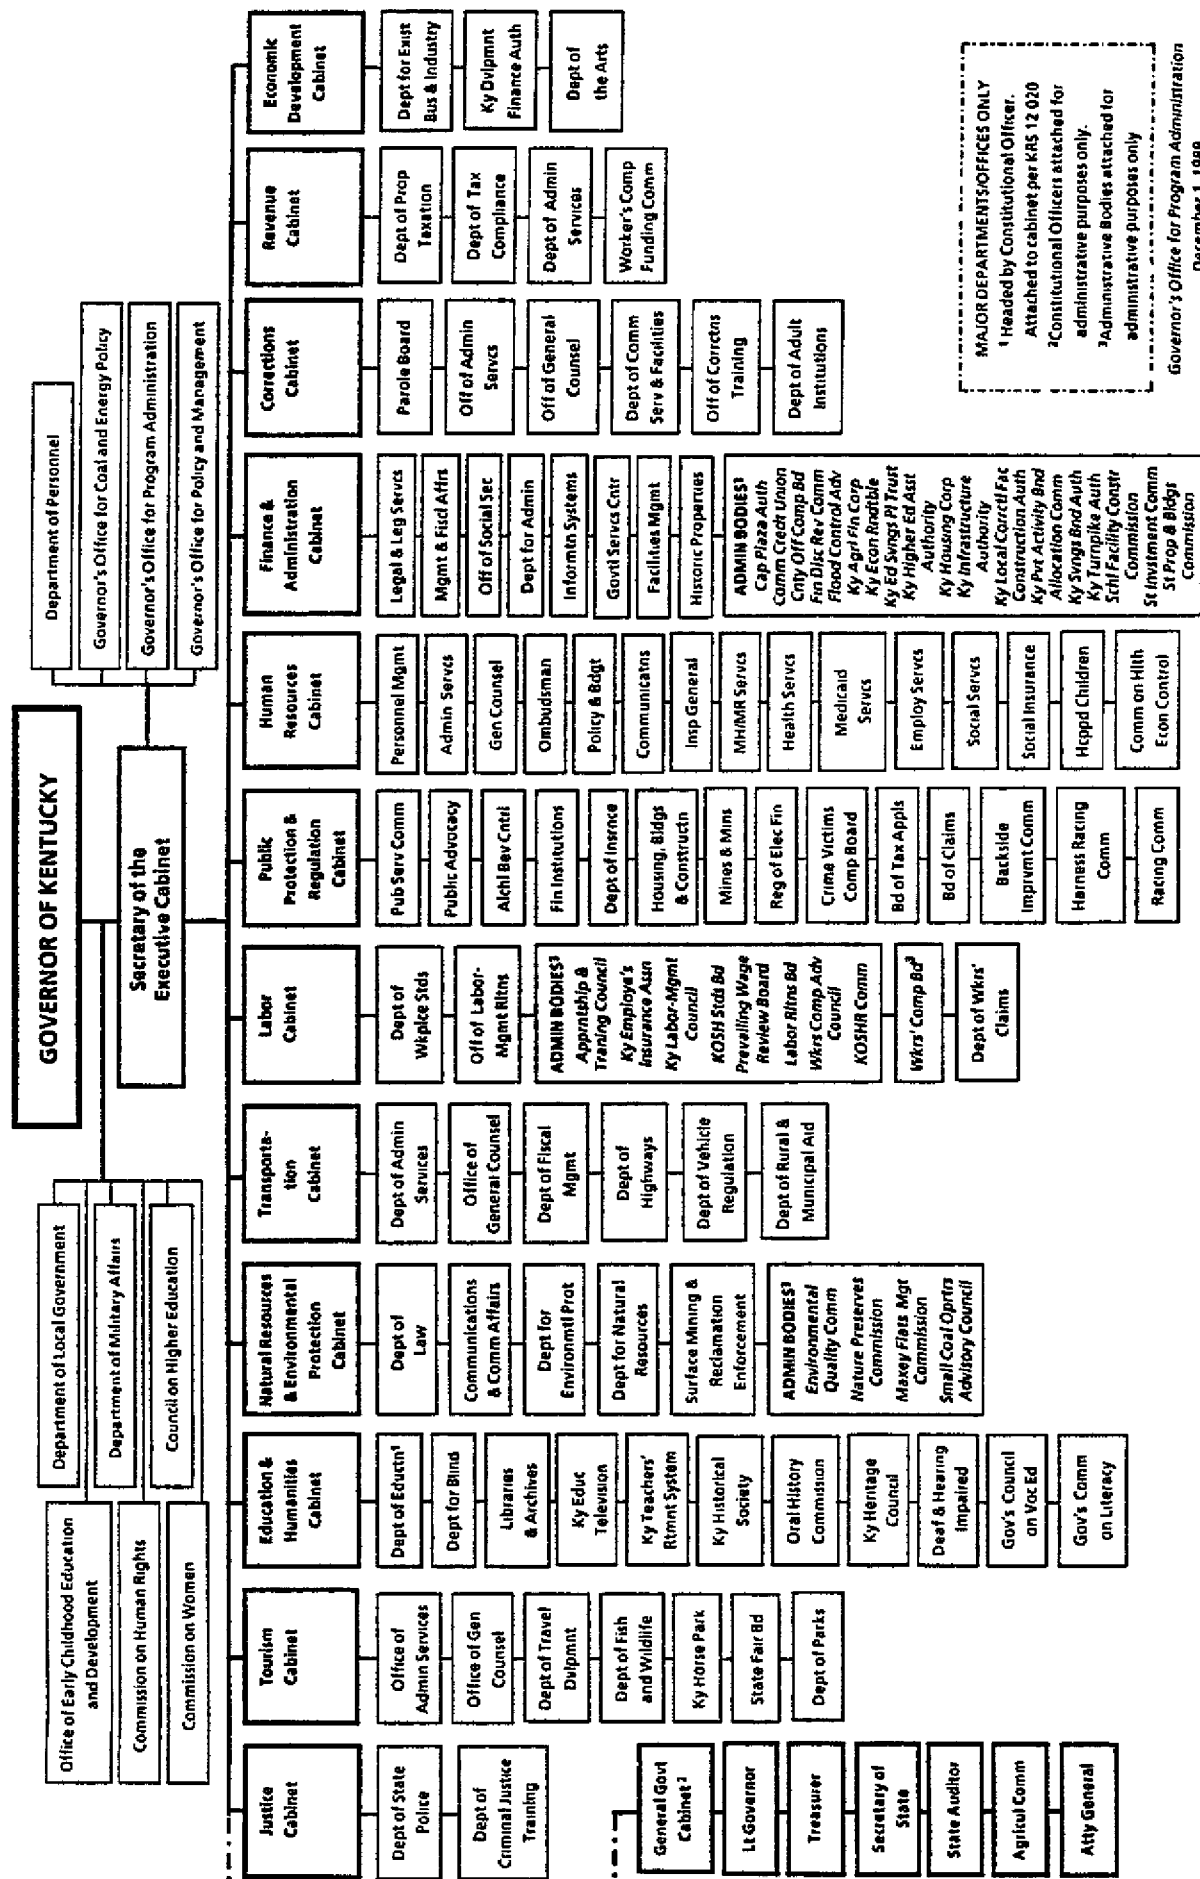 GOVERNOR OF KENTUCKY
Secretary of the
Executive Cabinet
Office of Early Childhood Education
and Development
Commission on Human Rights
Commission on Women
Department of Local Government
Department of Military Affairs
Council on Higher Education
Department of Personnel
Governor's Office for Coal and Energy Policy
Governor's Office for Program Administration
Governor's Office for Policy and Management
Justice
Cabinet
Dept of State
Police
Dept of
Criminal Justice
Training
General Govt
Cabinet ²
Lt Governor
Treasurer
Secretary of
State
State Auditor
Agricul Comm
Atty General
Tourism
Cabinet
Office of
Admin Services
Office of Gen
Counsel
Dept of Travel
Dvlpmnt
Dept of Fish
and Wildlife
Ky Horse Park
State Fair Bd
Dept of Parks
Education &
Humanities
Cabinet
Dept of Eductn¹
Dept for Blind
Libraries
& Archives
Ky Educ
Television
Ky Teachers'
Rtmnt System
Ky Historical
Society
Oral History
Commission
Ky Heritage
Council
Deaf & Hearing
Impaired
Gov's Council
on Voc Ed
Gov's Comm
on Literacy
Natural Resources
& Environmental
Protection
Cabinet
Dept of
Law
Communications
& Comm Affairs
Dept for
Environmtl Prot
Dept for Natural
Resources
Surface Mining &
Reclamation
Enforcement
ADMIN BODIES³
Environmental
Quality Comm
Nature Preserves
Commission
Maxey Flats Mgt
Commission
Small Coal Oprtrs
Advisory Council
Transporta-
tion
Cabinet
Dept of Admin
Services
Office of
General Counsel
Dept of Fiscal
Mgmt
Dept of
Highways
Dept of Vehicle
Regulation
Dept of Rural &
Municipal Aid
Labor
Cabinet
Dept of
Wkplce Stds
Off of Labor-
Mgmt Rltns
ADMIN BODIES³
Apprntship &
Traning Council
Ky Employe's
Insurance Assn
Ky Labor-Mgmt
Council
KOSH Stds Bd
Prevailing Wage
Review Board
Labor Rltns Bd
Wkrs Comp Adv
Council
KOSHR Comm
Wkrs' Comp Bd³
Dept of Wkrs'
Claims
Public
Protection &
Regulation
Cabinet
Pub Serv Comm
Public Advocacy
Alchl Bev Cntrl
Fin Institutions
Dept of Insrnce
Housing, Bldgs
& Constructn
Mines & Mins
Reg of Elec Fin
Crime Victims
Comp Board
Bd of Tax Appls
Bd of Claims
Backside
Imprvmt Comm
Harness Racing
Comm
Racing Comm
Human
Resources
Cabinet
Personnel Mgmt
Admin Servcs
Gen Counsel
Ombudsman
Policy & Bdgt
Communicatns
Insp General
MH/MR Servcs
Health Servcs
Medicaid
Servcs
Employ Servcs
Social Servcs
Social Insurance
Hcppd Children
Comm on Hlth
Econ Control
Finance &
Administration
Cabinet
Legal & Leg Servcs
Mgmt & Fiscl Affrs
Off of Social Sec
Dept for Admin
Informtn Systems
Govtl Servcs Cntr
Facilities Mgmt
Historic Properties
ADMIN BODIES³
Cap Plaza Auth
Comm Credit Union
Cnty Off Comp Bd
Fin Disc Rev Comm
Flood Control Adv
Ky Agrl Fin Corp
Ky Econ Rndtble
Ky Ed Svngs Pl Trust
Ky Higher Ed Asst
Authority
Ky Housing Corp
Ky Infrastructure
Authority
Ky Local Corrctl Fac
Construction Auth
Ky Pvt Activity Bnd
Allocation Comm
Ky Svngs Bnd Auth
Ky Turnpike Auth
Schl Facility Constr
Commission
St Invstment Comm
St Prop & Bldgs
Commission
Corrections
Cabinet
Parole Board
Off of Admin
Servcs
Off of General
Counsel
Dept of Comm
Serv & Facilities
Off of Corrctns
Training
Dept of Adult
Institutions
Revenue
Cabinet
Dept of Prop
Taxation
Dept of Tax
Compliance
Dept of Admin
Services
Worker's Comp
Funding Comm
Economic
Development
Cabinet
Dept for Exist
Bus & Industry
Ky Dvlpmnt
Finance Auth
Dept of
the Arts
MAJOR DEPARTMENTS/OFFICES ONLY
¹ Headed by Constitutional Officer.
Attached to cabinet per KRS 12 020
²Constitutional Officers attached for
administrative purposes only.
³Administrative Bodies attached for
administrative purposes only
Governor's Office for Program Administration
December 1, 1989